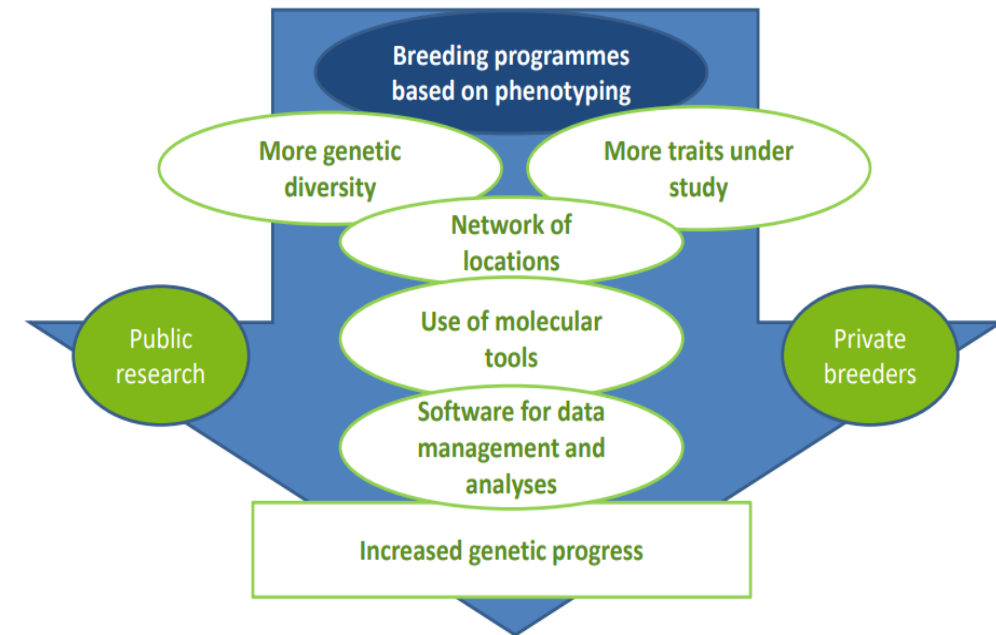 Breeding programmes
based on phenotyping
More genetic
diversity
More traits under
study
Network of
locations
Public
research
Use of molecular
tools
Private
breeders
Software for data
management and
analyses
Increased genetic progress